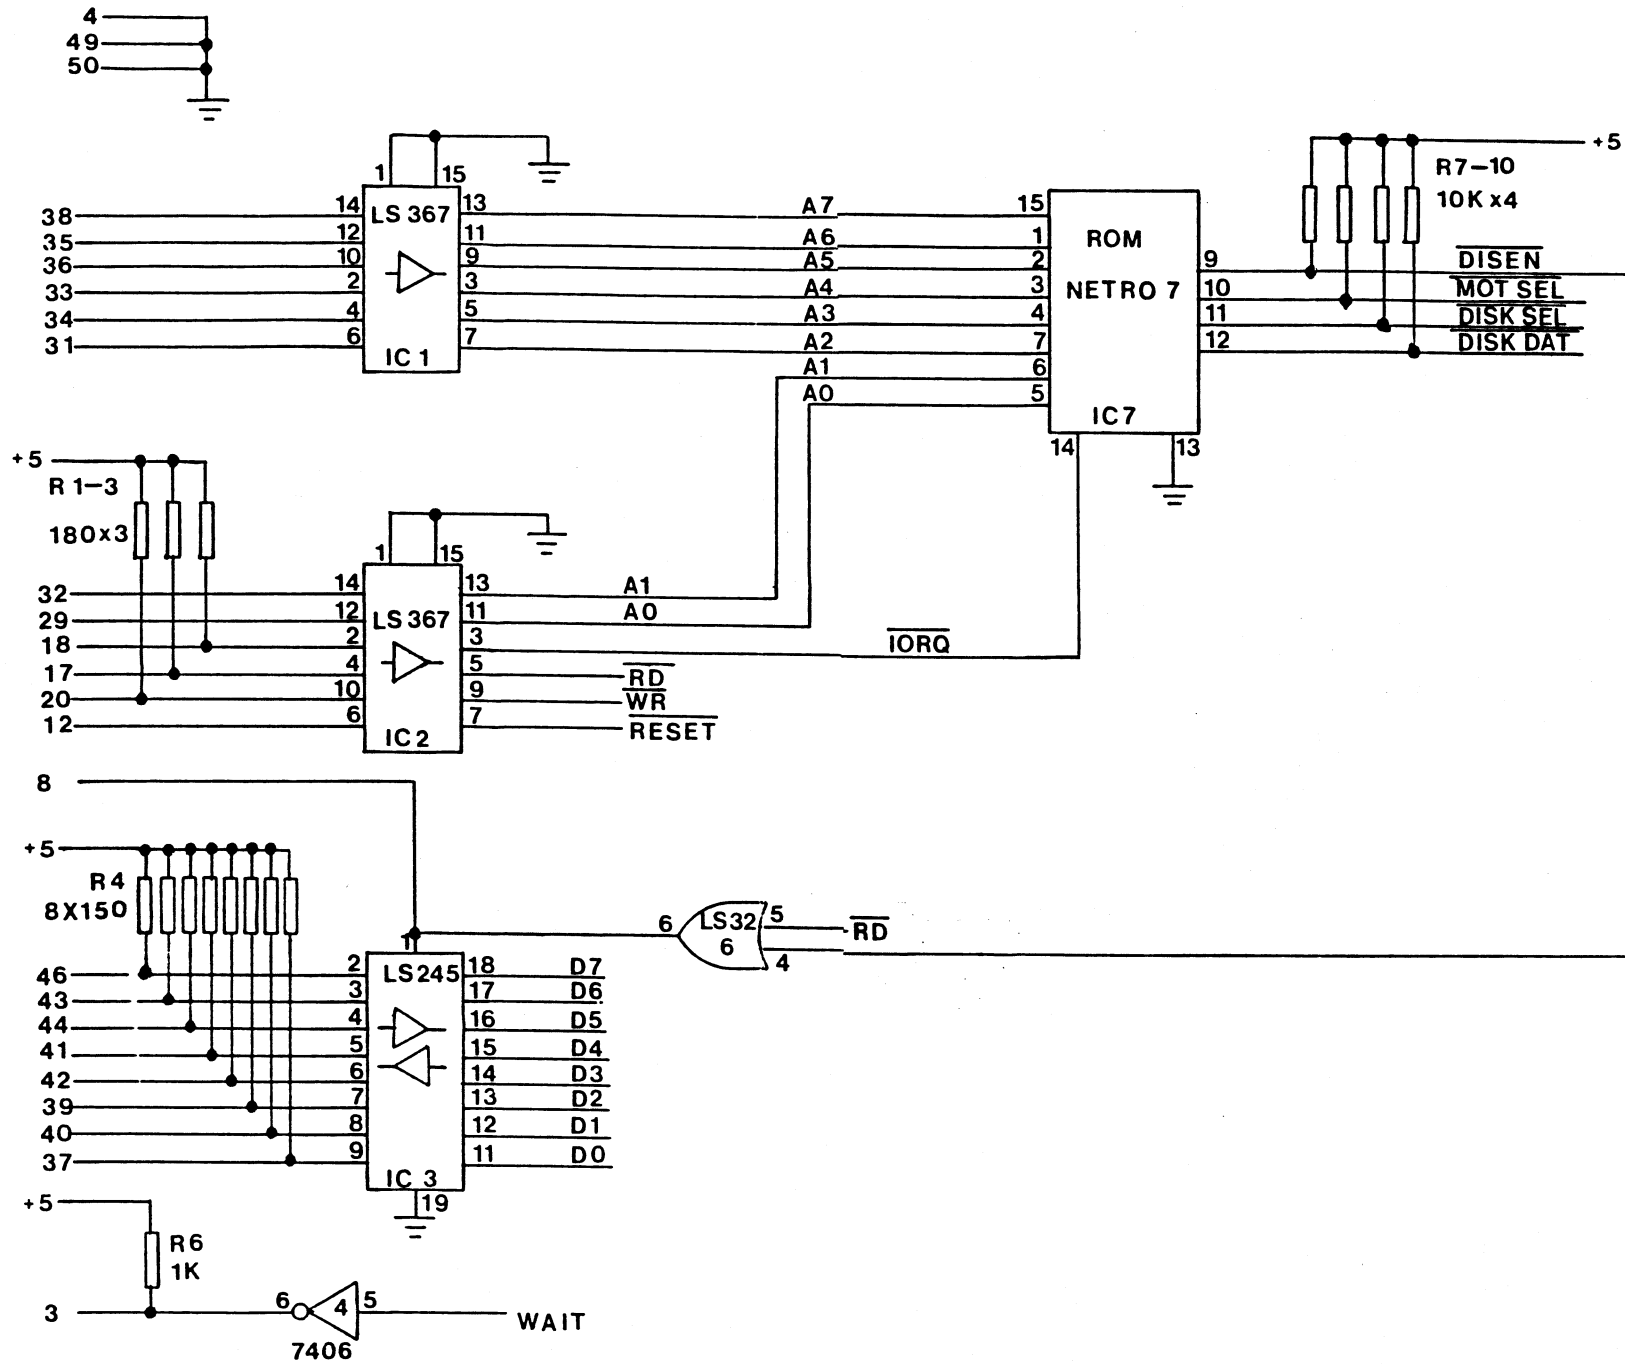 4
49
50
1 15
38 14 LS 367 13 A7 15
35 12 11 A6 1 ROM
36 10 9 A5 2
33 2 3 A4 3 NETRO 7
34 4 5 A3 4
31 6 IC 1 7 A2 7
A1 6
A0 5 IC7
14 13
+5
R7-10
10K x4
9 DISEN
10 MOT SEL
11 DISK SEL
12 DISK DAT
+5
R 1-3
180x3
1 15
32 14 13 A1
29 12 LS 367 11 A0
18 2 3 IORQ
17 4 5 RD
20 10 9 WR
12 6 IC 2 7 RESET
8
+5
R 4
8X150
6 LS32 5 RD
6 4
1
46 2 LS245 18 D7
43 3 17 D6
44 4 16 D5
41 5 15 D4
42 6 14 D3
39 7 13 D2
40 8 12 D1
37 9 11 D0
IC 3
19
+5
R6
1K
3 6 4 5 WAIT
7406